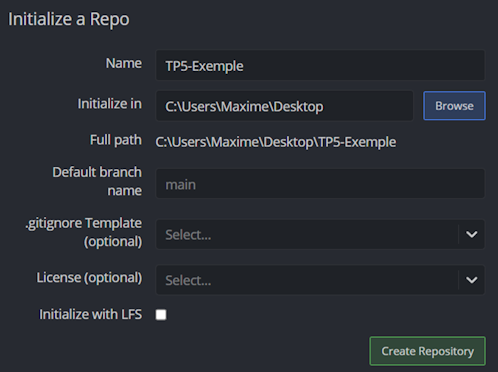 Initialize a Repo
Name TP5-Exemple
Initialize in C:\Users\Maxime\Desktop Browse
Full path C:\Users\Maxime\Desktop\TP5-Exemple
Default branch
name main
.gitignore Template
(optional) Select...
License (optional) Select...
Initialize with LFS
Create Repository